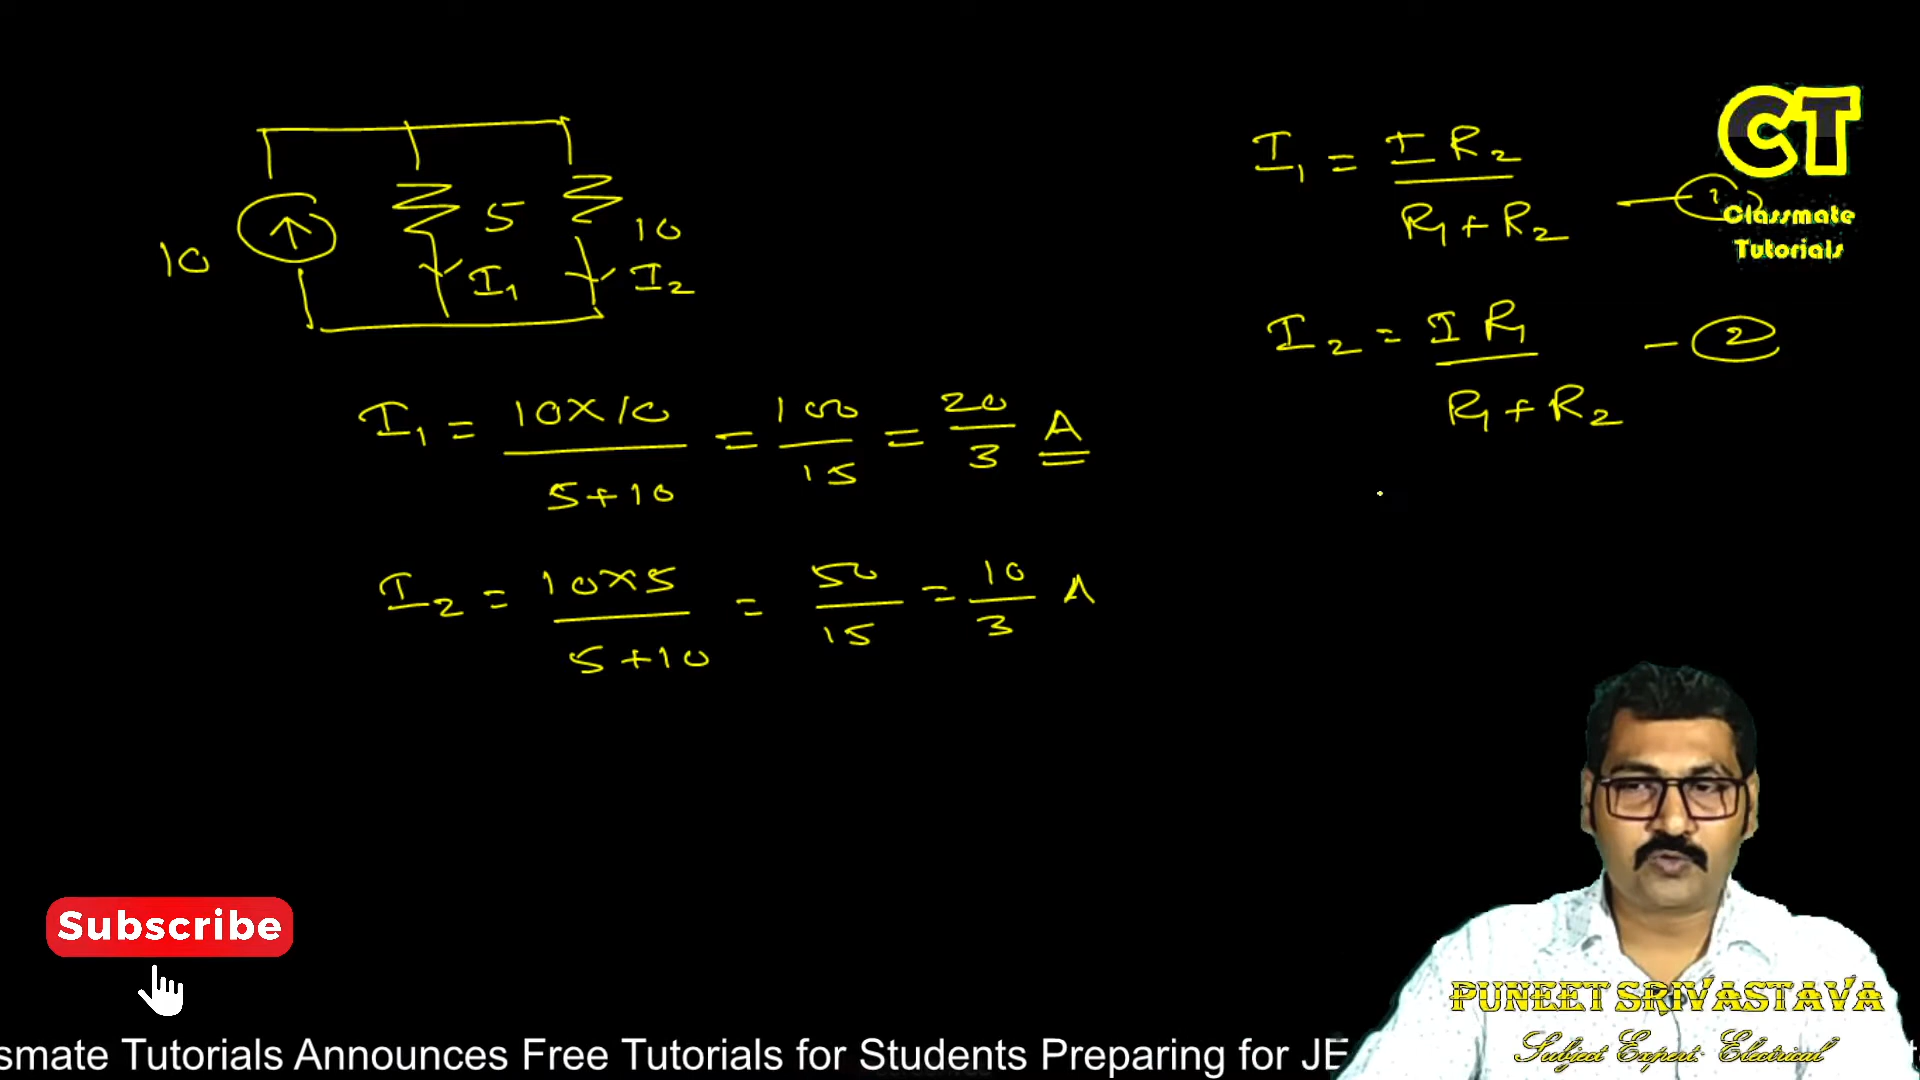 10
5
I₁
10
I₂
I₁ = I R₂ / R₁ + R₂ — 1
I₂ = I R₁ / R₁ + R₂ — 2
I₁ = 10×10 / 5+10 = 100 / 15 = 20 / 3 A
I₂ = 10×5 / 5+10 = 50 / 15 = 10 / 3 A
CT
Classmate
Tutorials
Subscribe
PUNEET SRIVASTAVA
Subject Expert: Electrical
smate Tutorials Announces Free Tutorials for Students Preparing for JE